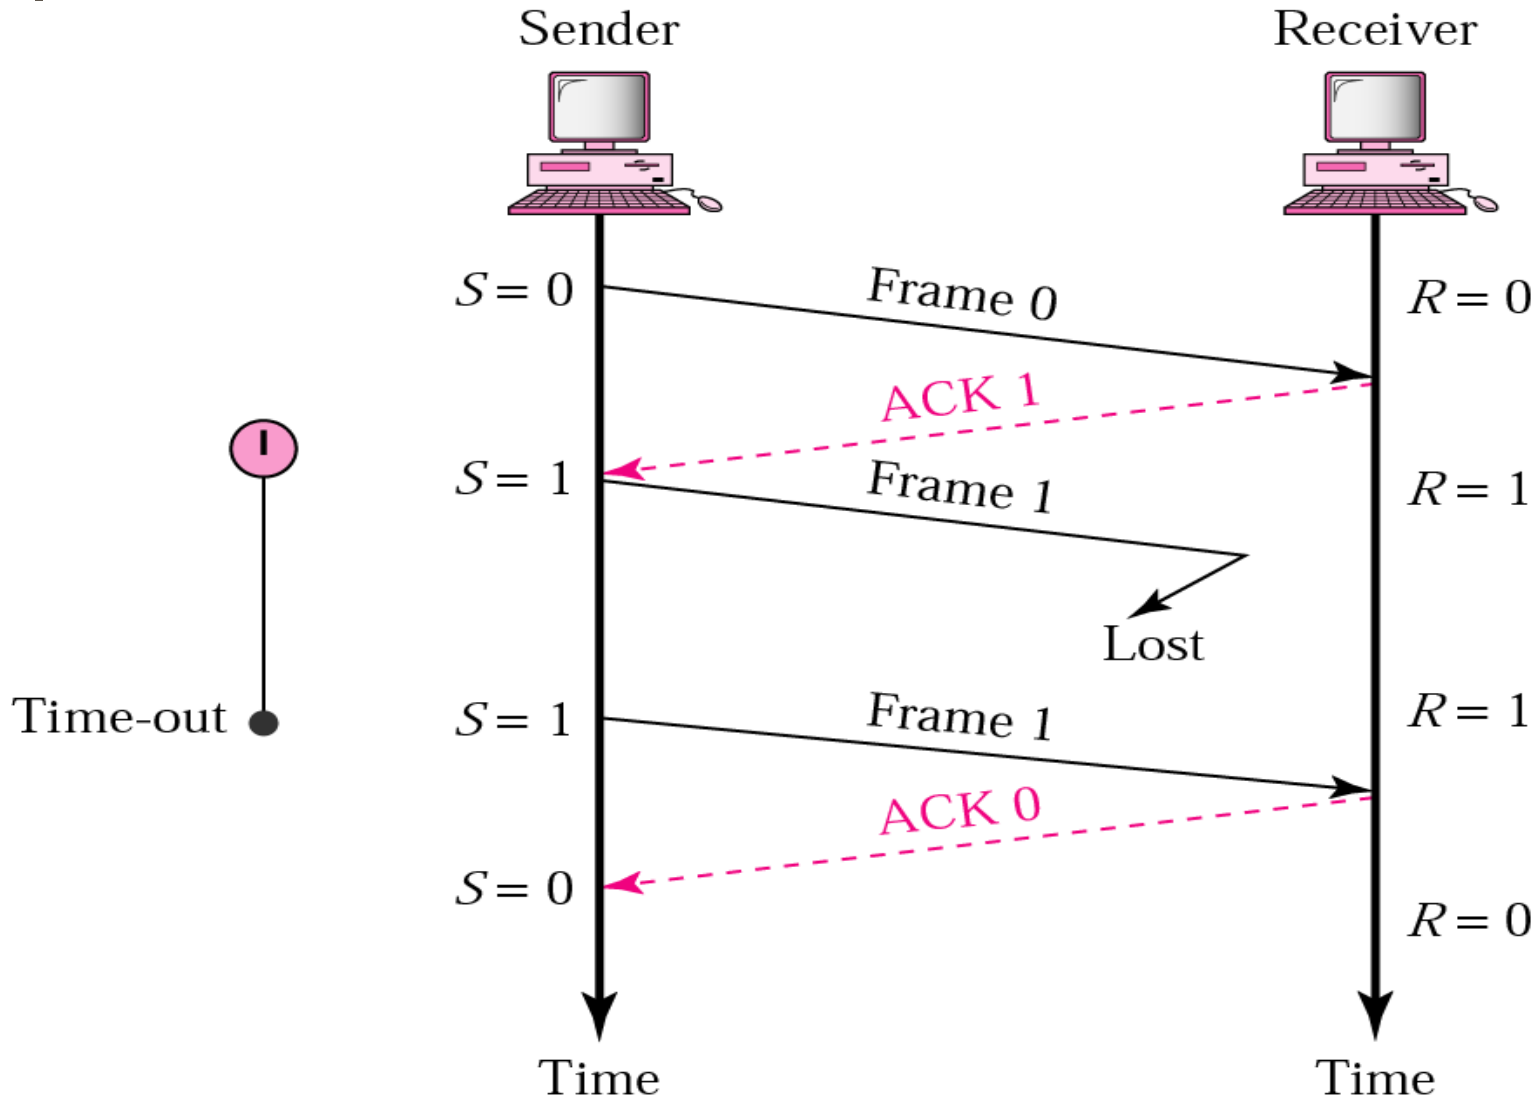 Sender
Receiver
S = 0
Frame 0
R = 0
ACK 1
S = 1
Frame 1
R = 1
Lost
Time-out
S = 1
Frame 1
R = 1
ACK 0
S = 0
R = 0
Time
Time